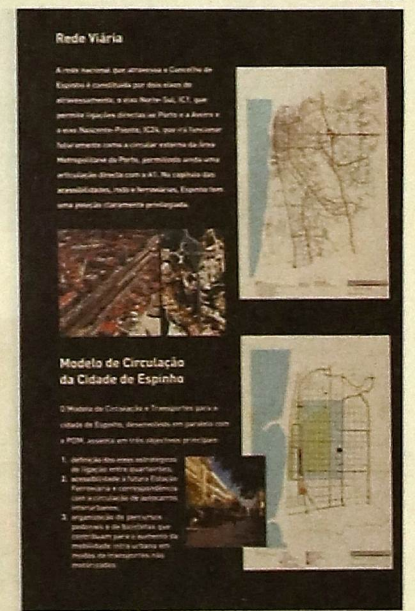 Rede Viária
A rede nacional que atravessa o Concelho de
Espinho é constituída por dois eixos de
atravessamento, o eixo Norte-Sul, IC1, que
permite ligações directas ao Porto e a Aveiro e
o eixo Nascente-Poente, IC24, que irá funcionar
futuramente como a circular externa da Área
Metropolitana do Porto, permitindo ainda uma
articulação directa com a A1. No capítulo das
acessibilidades, rodo e ferroviárias, Espinho tem
uma posição claramente privilegiada.
Modelo de Circulação
da Cidade de Espinho
O Modelo de Circulação e Transportes para a
cidade de Espinho, desenvolvido em paralelo com
o PDM, assenta em três objectivos principais:
1. definição dos eixos estratégicos
de ligação entre quarteirões.
2. acessibilidade à futura Estação
Ferroviária e correspondência
com a circulação de autocarros
interurbanos.
3. organização de percursos
pedonais e de bicicletas que
contribuam para o aumento da
mobilidade intra urbana em
modos de transportes não
motorizados.